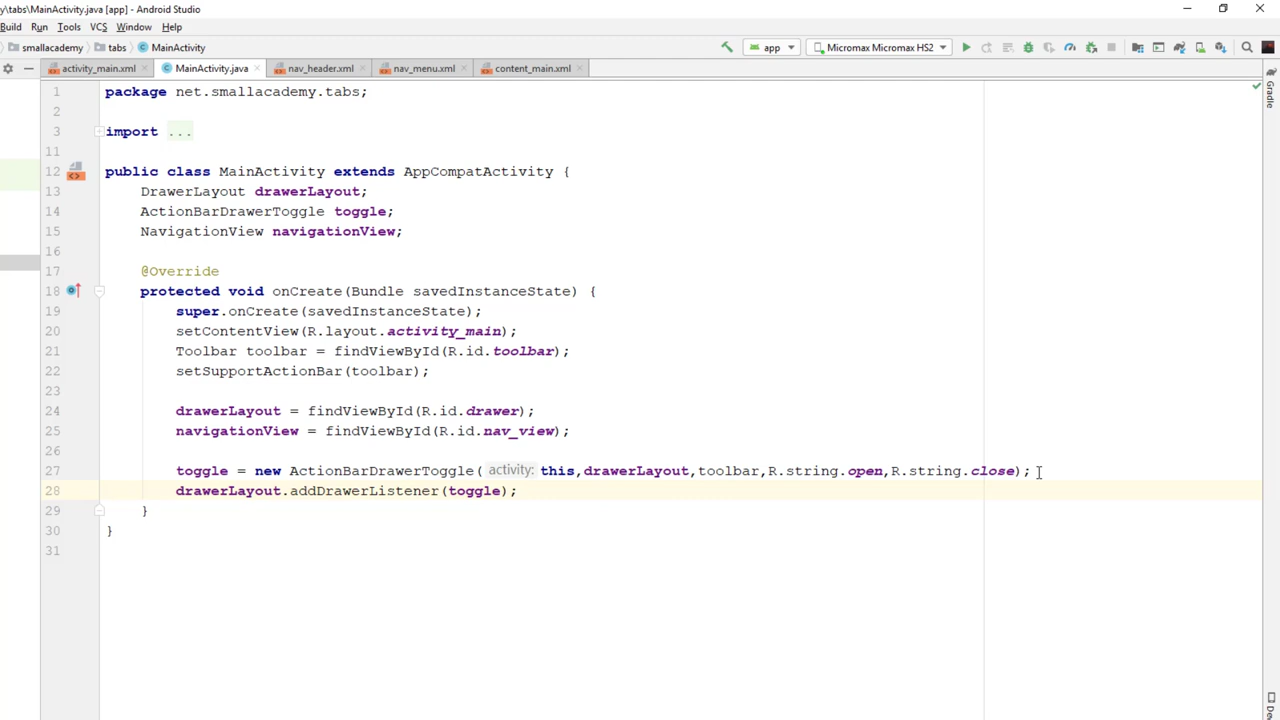 y\tabs\MainActivity.java [app] - Android Studio
Build Run Tools VCS Window Help
smallacademy tabs MainActivity app Micromax Micromax HS2
activity_main.xml MainActivity.java nav_header.xml nav_menu.xml content_main.xml
1 package net.smallacademy.tabs;
2
3 import ...
11
12 public class MainActivity extends AppCompatActivity {
13 DrawerLayout drawerLayout;
14 ActionBarDrawerToggle toggle;
15 NavigationView navigationView;
16
17 @Override
18 protected void onCreate(Bundle savedInstanceState) {
19 super.onCreate(savedInstanceState);
20 setContentView(R.layout.activity_main);
21 Toolbar toolbar = findViewById(R.id.toolbar);
22 setSupportActionBar(toolbar);
23
24 drawerLayout = findViewById(R.id.drawer);
25 navigationView = findViewById(R.id.nav_view);
26
27 toggle = new ActionBarDrawerToggle( activity: this,drawerLayout,toolbar,R.string.open,R.string.close);
28 drawerLayout.addDrawerListener(toggle);
29 }
30 }
31
Gradle